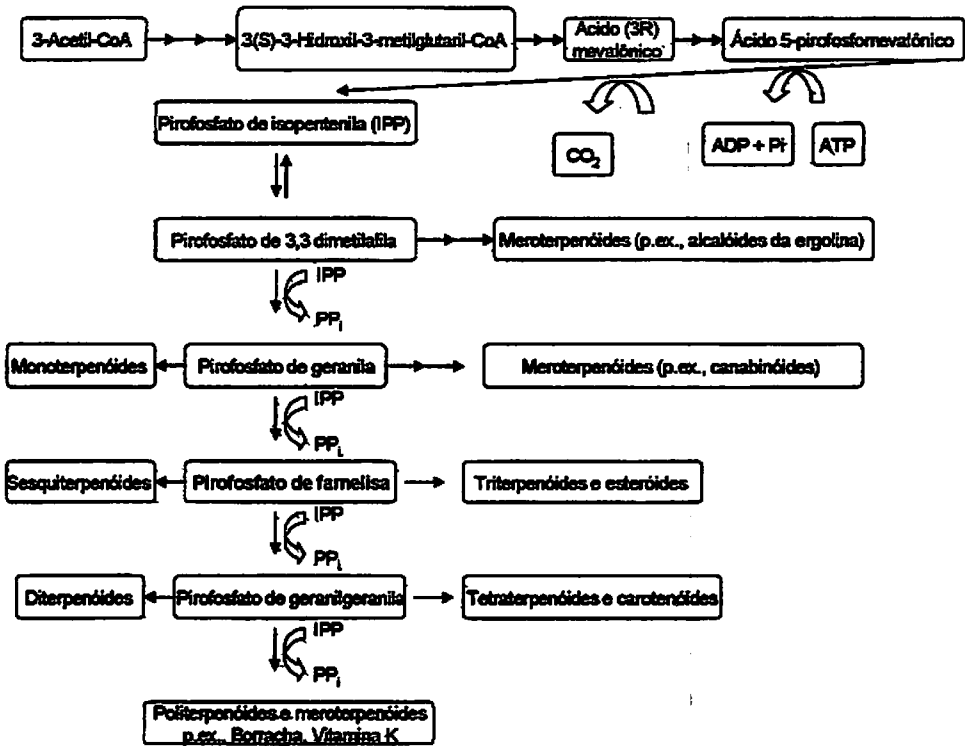 3-Acetil-CoA
3(S)-3-Hidroxil-3-metilglutaril-CoA
Ácido (3R)
mevalônico
Ácido 5-pirofosfomevalônico
Pirofosfato de isopentenila (IPP)
CO2
ADP + Pi
ATP
Pirofosfato de 3,3 dimetilalila
Meroterpenóides (p.ex., alcalóides da ergolina)
IPP
PPi
Monoterpenóides
Pirofosfato de geranila
Meroterpenóides (p.ex., canabinóides)
IPP
PPi
Sesquiterpenóides
Pirofosfato de farnelisa
Triterpenóides e esteróides
IPP
PPi
Diterpenóides
Pirofosfato de geranilgeranila
Tetraterpenóides e carotenóides
IPP
PPi
Politerpenóides e meroterpenóides
p.ex., Borracha, Vitamina K